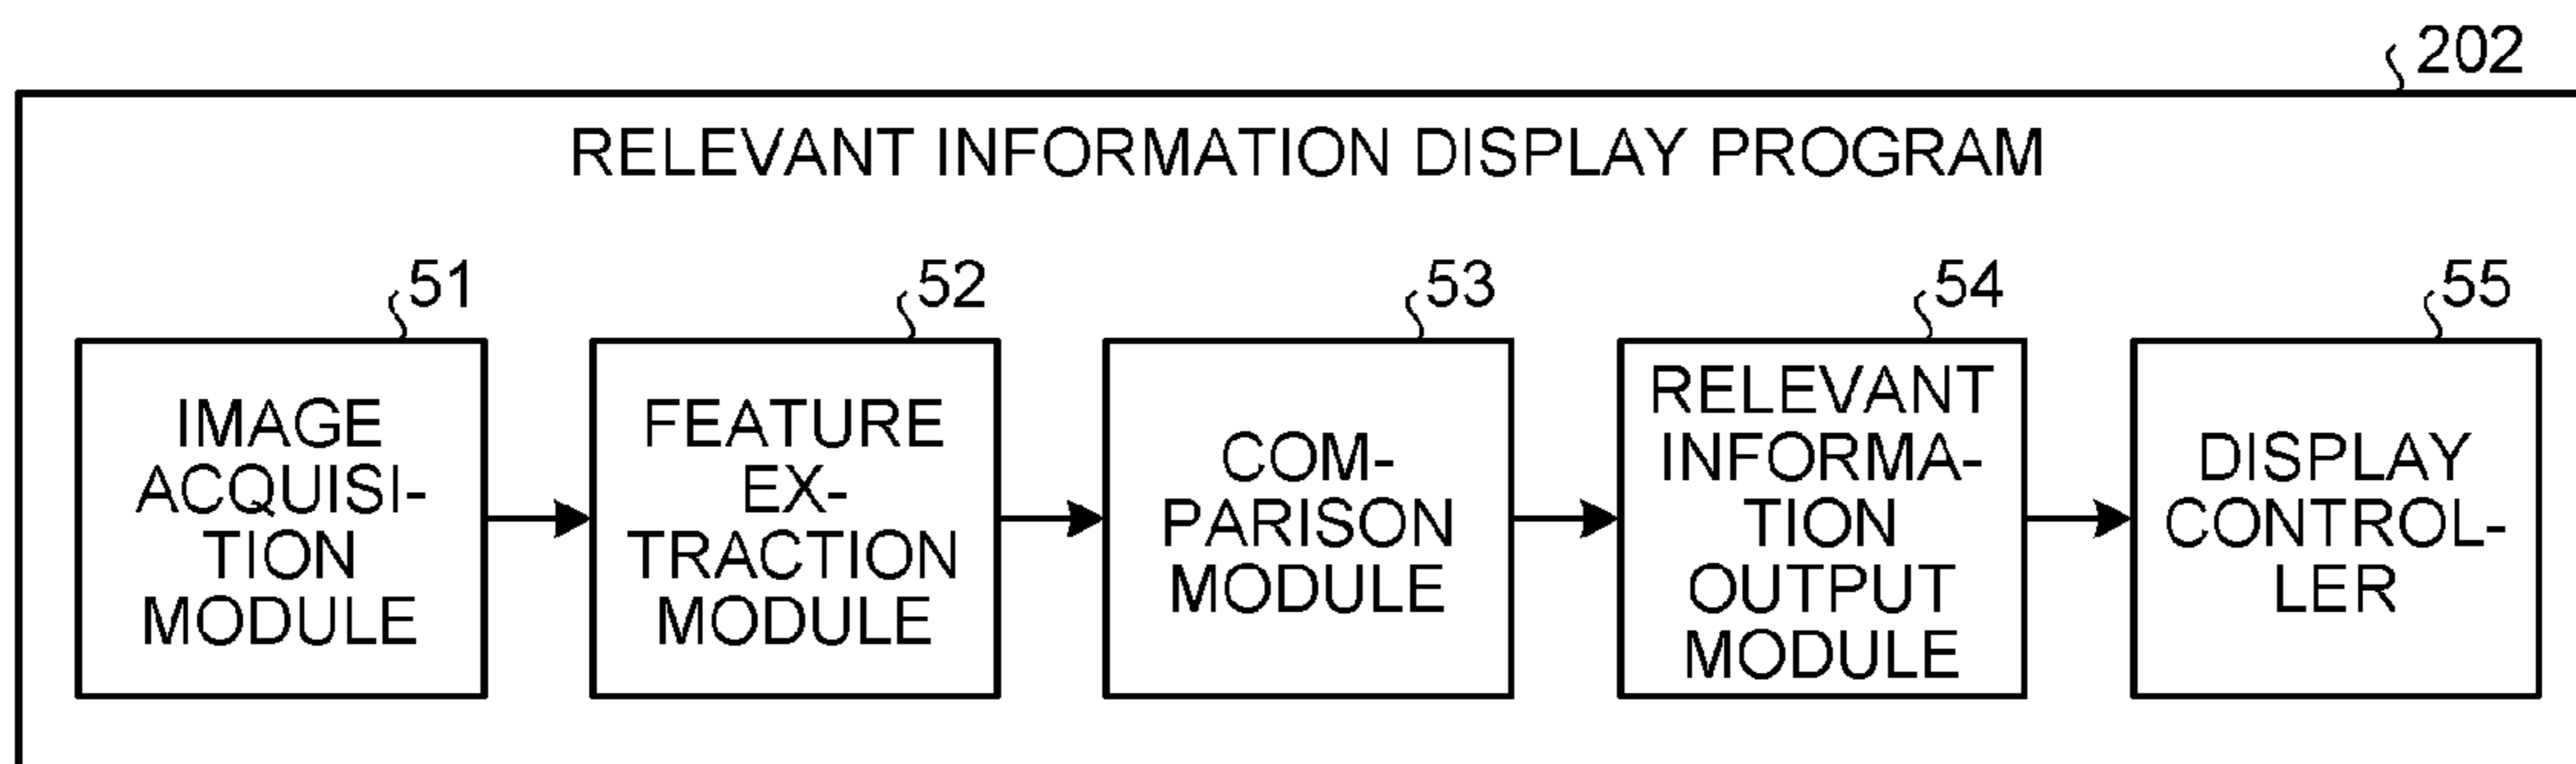 202
RELEVANT INFORMATION DISPLAY PROGRAM
51
IMAGE
ACQUISI-
TION
MODULE
52
FEATURE
EX-
TRACTION
MODULE
53
COM-
PARISON
MODULE
54
RELEVANT
INFORMA-
TION
OUTPUT
MODULE
55
DISPLAY
CONTROL-
LER